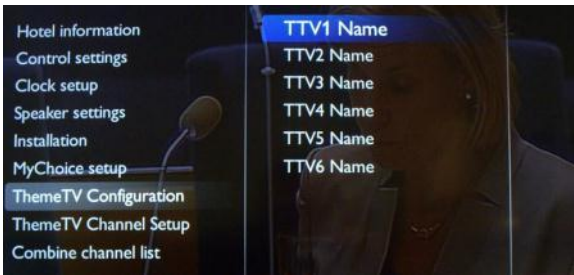 Hotel information
Control settings
Clock setup
Speaker settings
Installation
MyChoice setup
ThemeTV Configuration
ThemeTV Channel Setup
Combine channel list
TTV1 Name
TTV2 Name
TTV3 Name
TTV4 Name
TTV5 Name
TTV6 Name